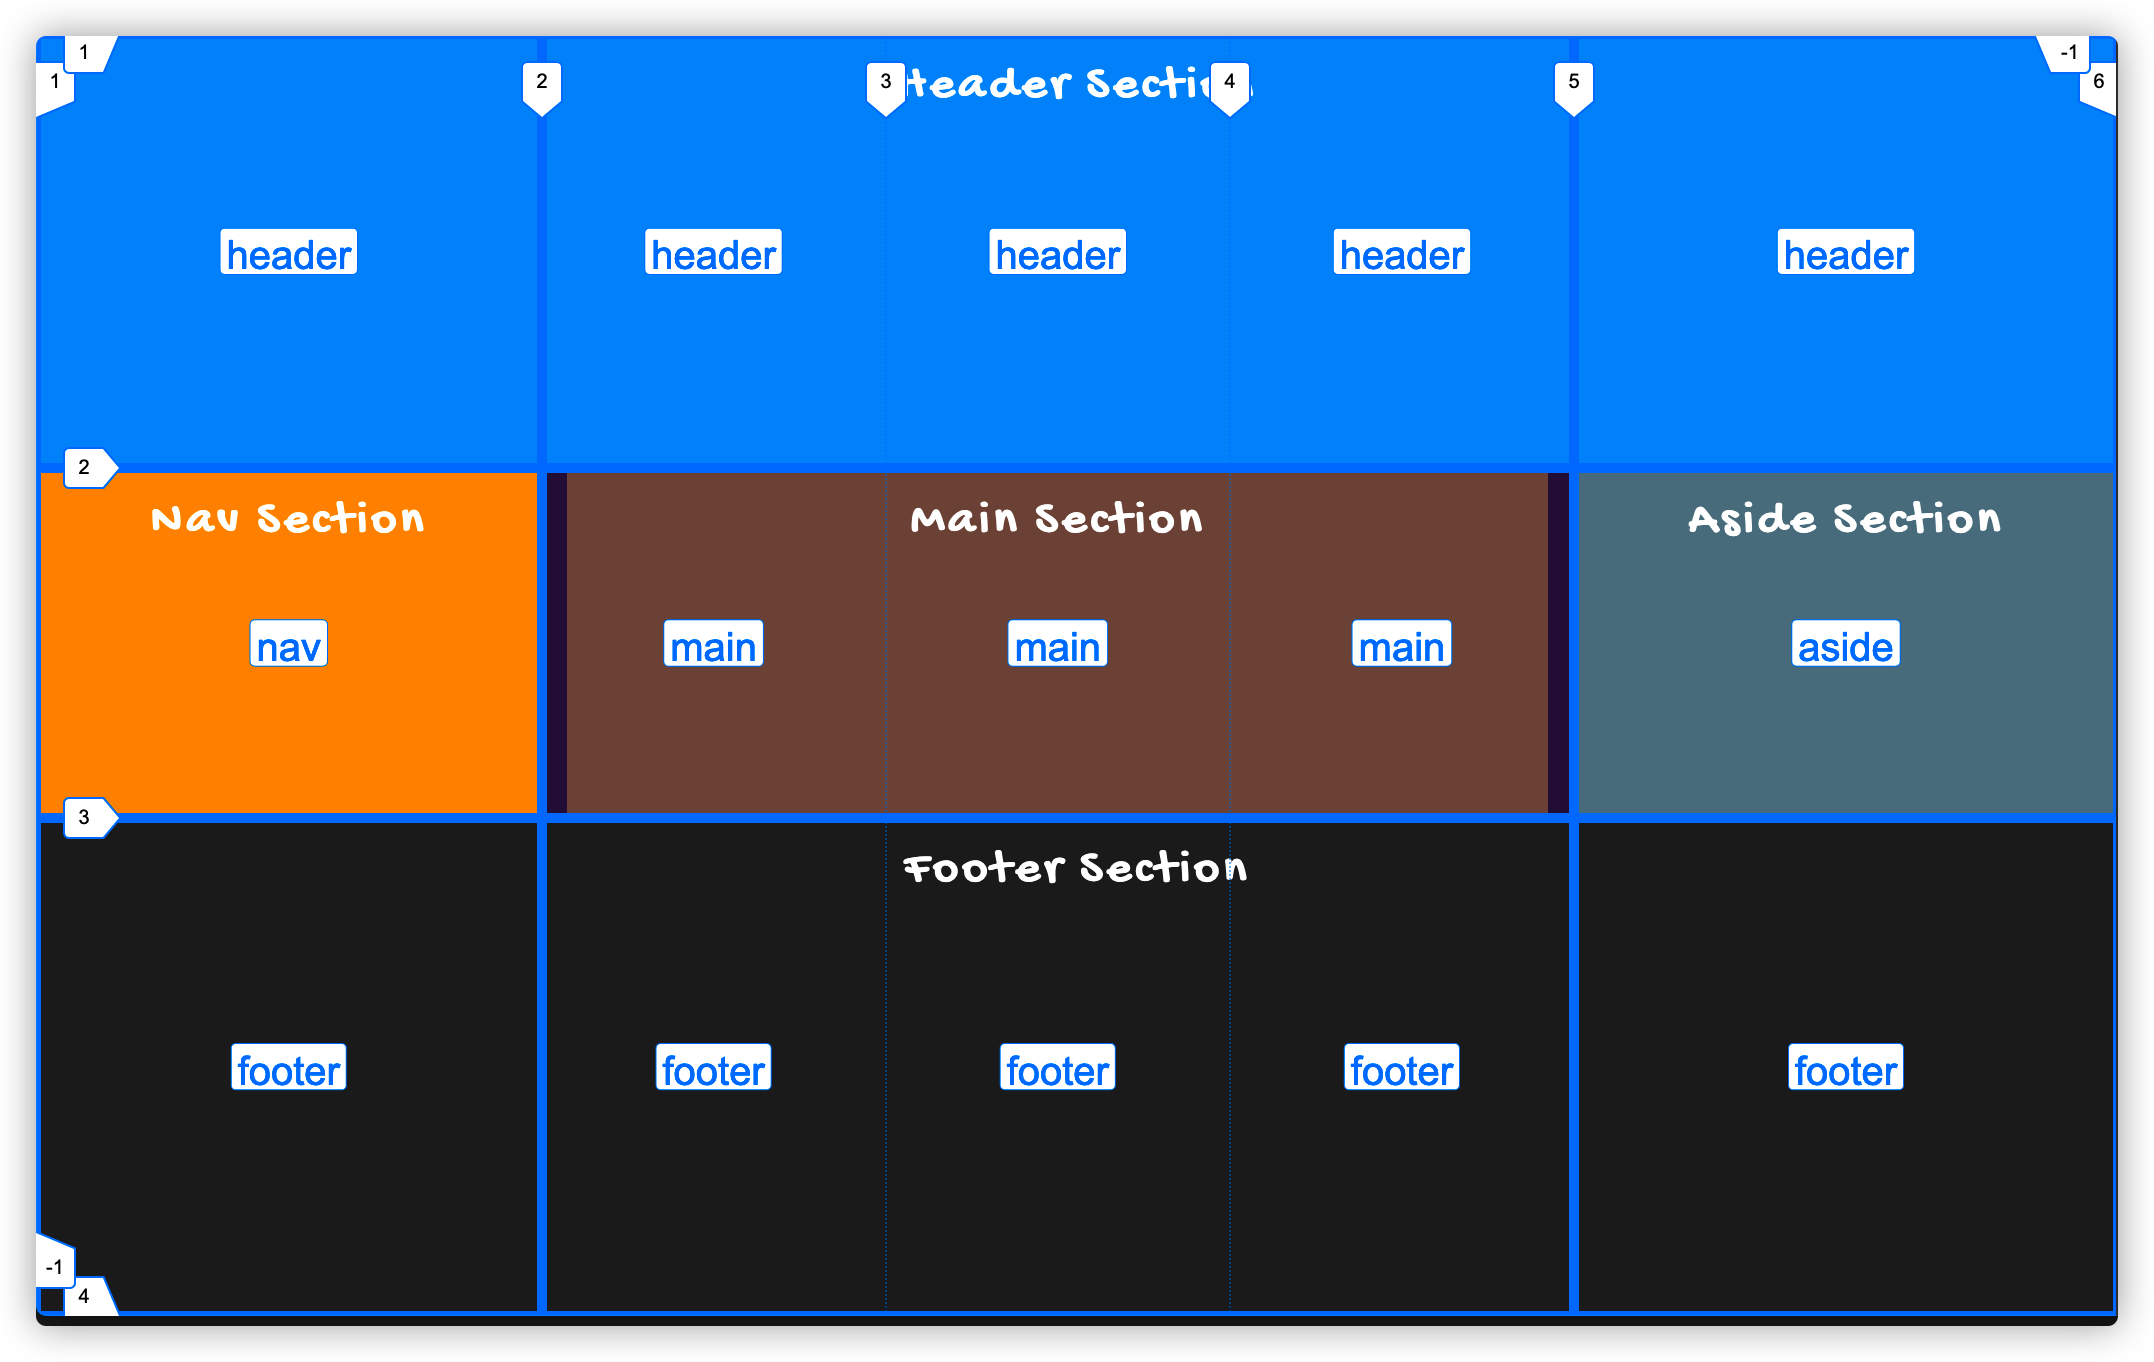 1 -1
1 2 3 Header Section 4 5 6
header header header header header
2
Nav Section Main Section Aside Section
nav main main main aside
3
Footer Section
footer footer footer footer footer
-1
4